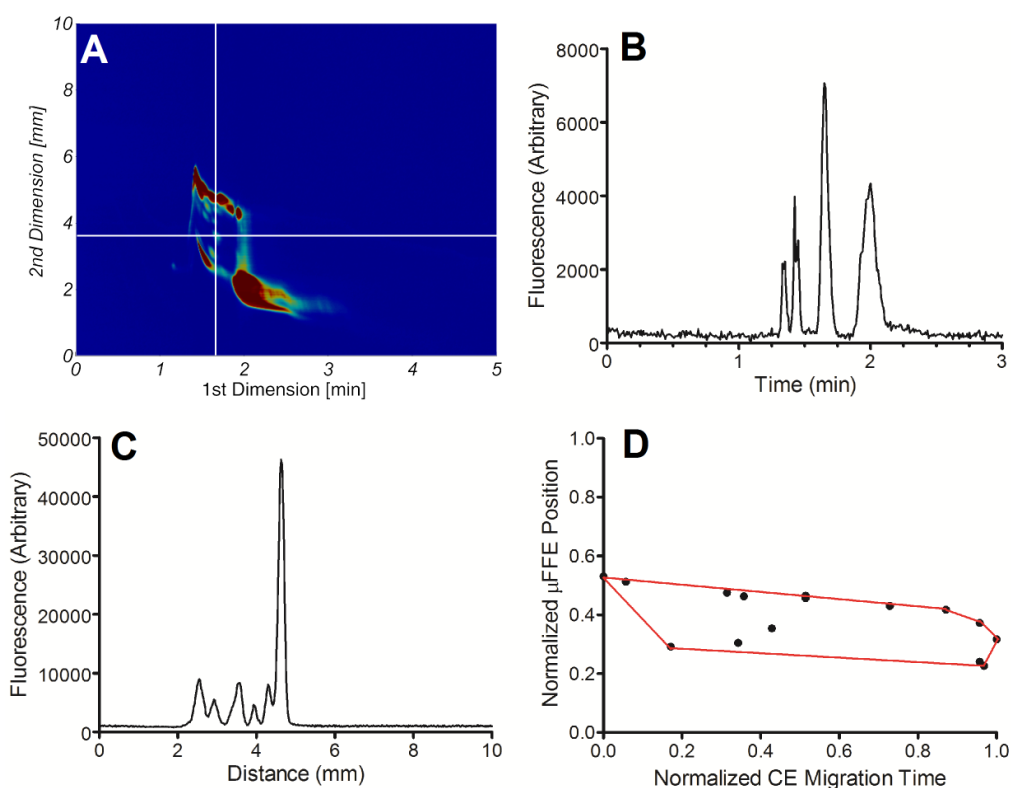 A
10
8
6
4
2
0
2nd Dimension [mm]
0 1 2 3 4 5
1st Dimension [min]
B
8000
6000
4000
2000
0
Fluorescence (Arbitrary)
0 1 2 3
Time (min)
C
50000
40000
30000
20000
10000
0
Fluorescence (Arbitrary)
0 2 4 6 8 10
Distance (mm)
D
1.0
0.8
0.6
0.4
0.2
0.0
Normalized µFFE Position
0.0 0.2 0.4 0.6 0.8 1.0
Normalized CE Migration Time